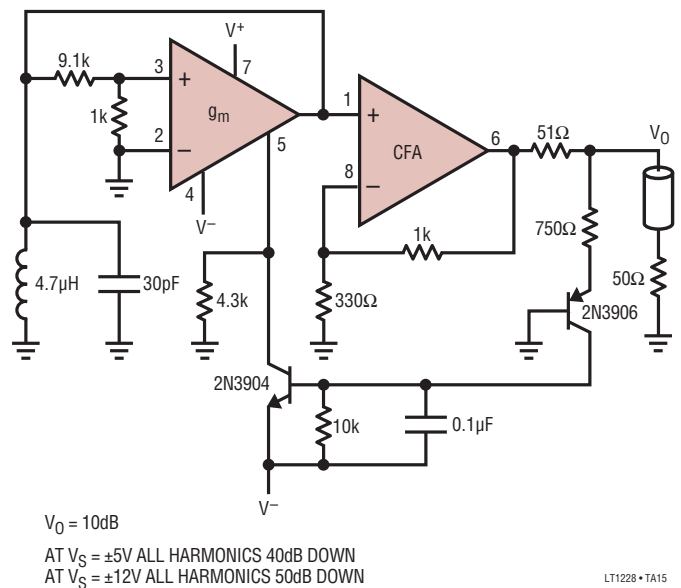 V+
9.1k
3
7
+
gm
1k
2
−
4
V−
5
1
+
CFA
6
8
−
51Ω
VO
1k
750Ω
50Ω
4.7µH
30pF
4.3k
330Ω
2N3906
2N3904
10k
0.1µF
V−
VO = 10dB
AT VS = ±5V ALL HARMONICS 40dB DOWN
AT VS = ±12V ALL HARMONICS 50dB DOWN
LT1228 • TA15